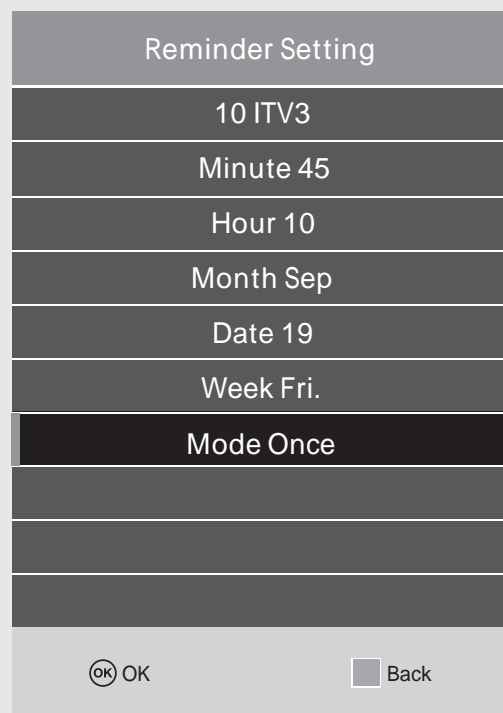 Reminder Setting
10 ITV3
Minute 45
Hour 10
Month Sep
Date 19
Week Fri.
Mode Once
OK OK Back